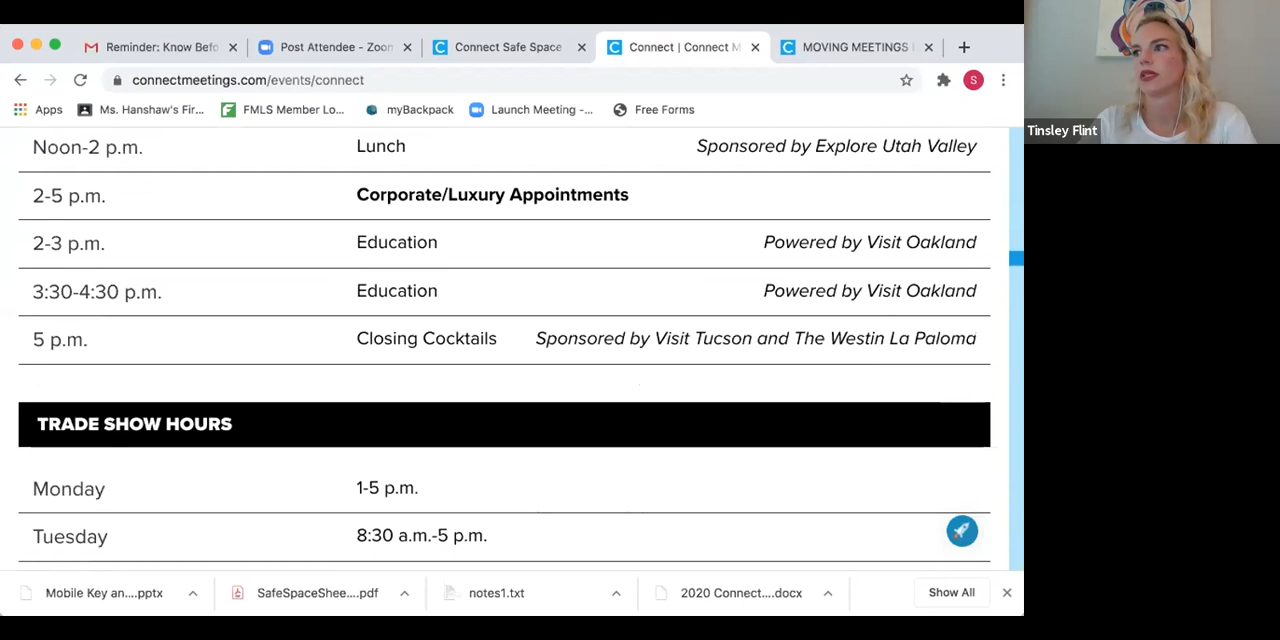 Reminder: Know Befo
Post Attendee - Zoom
Connect Safe Space
Connect | Connect M
MOVING MEETINGS
connectmeetings.com/events/connect
S
Apps
Ms. Hanshaw's Fir...
FMLS Member Lo...
myBackpack
Launch Meeting -...
Free Forms
Tinsley Flint
Noon-2 p.m. Lunch Sponsored by Explore Utah Valley
2-5 p.m. Corporate/Luxury Appointments
2-3 p.m. Education Powered by Visit Oakland
3:30-4:30 p.m. Education Powered by Visit Oakland
5 p.m. Closing Cocktails Sponsored by Visit Tucson and The Westin La Paloma
TRADE SHOW HOURS
Monday 1-5 p.m.
Tuesday 8:30 a.m.-5 p.m.
Mobile Key an....pptx
SafeSpaceShee....pdf
notes1.txt
2020 Connect....docx
Show All